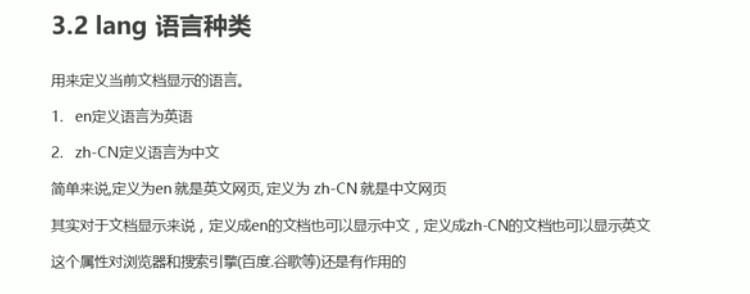 3.2 lang 语言种类
用来定义当前文档显示的语言。
1. en定义语言为英语
2. zh-CN定义语言为中文
简单来说,定义为en 就是英文网页, 定义为 zh-CN 就是中文网页
其实对于文档显示来说，定义成en的文档也可以显示中文，定义成zh-CN的文档也可以显示英文
这个属性对浏览器和搜索引擎(百度.谷歌等)还是有作用的